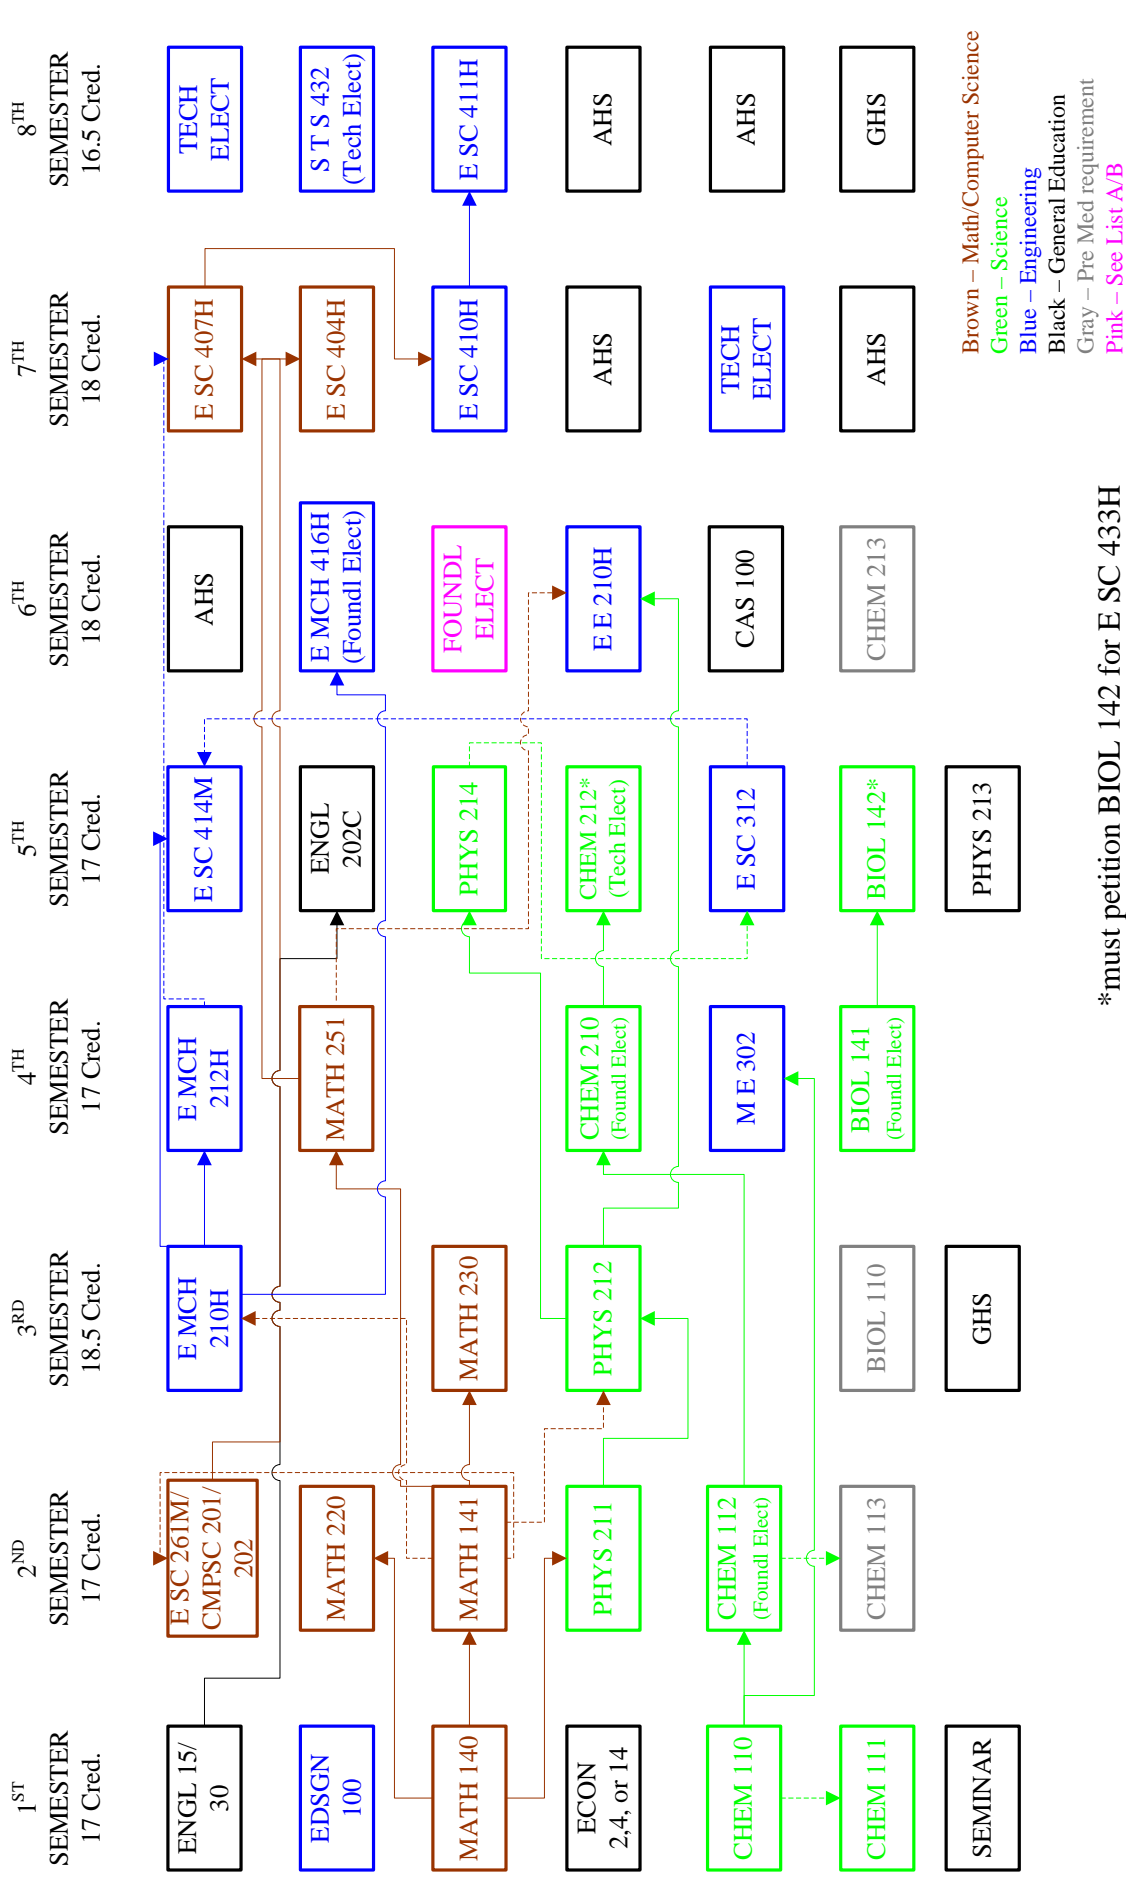 1ST
SEMESTER
17 Cred.
ENGL 15/
30
EDSGN
100
MATH 140
ECON
2,4, or 14
CHEM 110
CHEM 111
SEMINAR
2ND
SEMESTER
17 Cred.
E SC 261M/
CMPSC 201/
202
MATH 220
MATH 141
PHYS 211
CHEM 112
(Foundl Elect)
CHEM 113
3RD
SEMESTER
18.5 Cred.
E MCH
210H
MATH 230
PHYS 212
BIOL 110
GHS
4TH
SEMESTER
17 Cred.
E MCH
212H
MATH 251
CHEM 210
(Foundl Elect)
M E 302
BIOL 141
(Foundl Elect)
5TH
SEMESTER
17 Cred.
E SC 414M
ENGL
202C
PHYS 214
CHEM 212*
(Tech Elect)
E SC 312
BIOL 142*
PHYS 213
6TH
SEMESTER
18 Cred.
AHS
E MCH 416H
(Foundl Elect)
FOUNDL
ELECT
E E 210H
CAS 100
CHEM 213
7TH
SEMESTER
18 Cred.
E SC 407H
E SC 404H
E SC 410H
AHS
TECH
ELECT
AHS
8TH
SEMESTER
16.5 Cred.
TECH
ELECT
S T S 432
(Tech Elect)
E SC 411H
AHS
AHS
GHS
Brown – Math/Computer Science
Green – Science
Blue – Engineering
Black – General Education
Gray – Pre Med requirement
Pink – See List A/B
*must petition BIOL 142 for E SC 433H